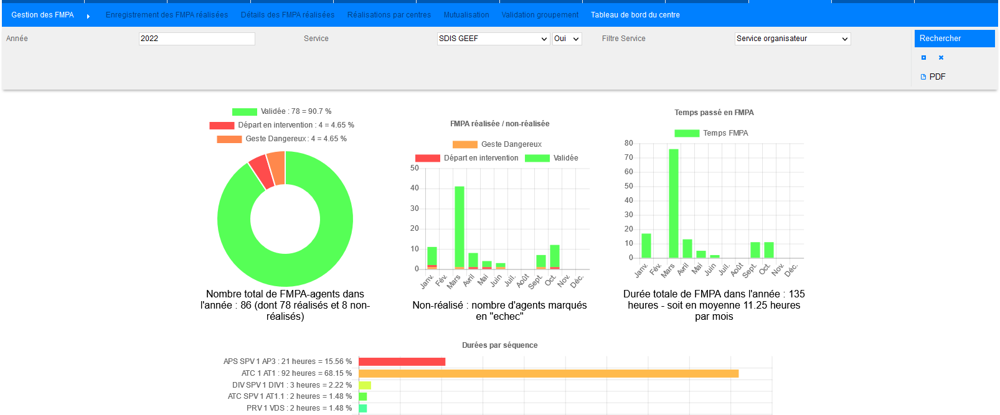 Gestion des FMPA Enregistrement des FMPA réalisées Détails des FMPA réalisées Réalisations par centres Mutualisation Validation groupement Tableau de bord du centre
Année 2022 Service SDIS GEEF Oui Filtre Service Service organisateur Rechercher
PDF
Validée : 78 = 90.7 %
Départ en intervention : 4 = 4.65 %
Geste Dangereux : 4 = 4.65 %
Nombre total de FMPA-agents dans
l'année : 86 (dont 78 réalisés et 8 non-
réalisés)
FMPA réalisée / non-réalisée
Geste Dangereux
Départ en intervention Validée
50
40
30
20
10
0
Janv. Fév. Mars Avril Mai Juin Juil. Août Sept. Oct. Nov. Déc.
Non-réalisé : nombre d'agents marqués
en "echec"
Temps passé en FMPA
Temps FMPA
80
70
60
50
40
30
20
10
0
Janv. Fév. Mars Avril Mai Juin Juil. Août Sept. Oct. Nov. Déc.
Durée totale de FMPA dans l'année : 135
heures - soit en moyenne 11.25 heures
par mois
Durées par séquence
APS SPV 1 AP3 : 21 heures = 15.56 %
ATC 1 AT1 : 92 heures = 68.15 %
DIV SPV 1 DIV1 : 3 heures = 2.22 %
ATC SPV 1 AT1.1 : 2 heures = 1.48 %
PRV 1 VDS : 2 heures = 1.48 %